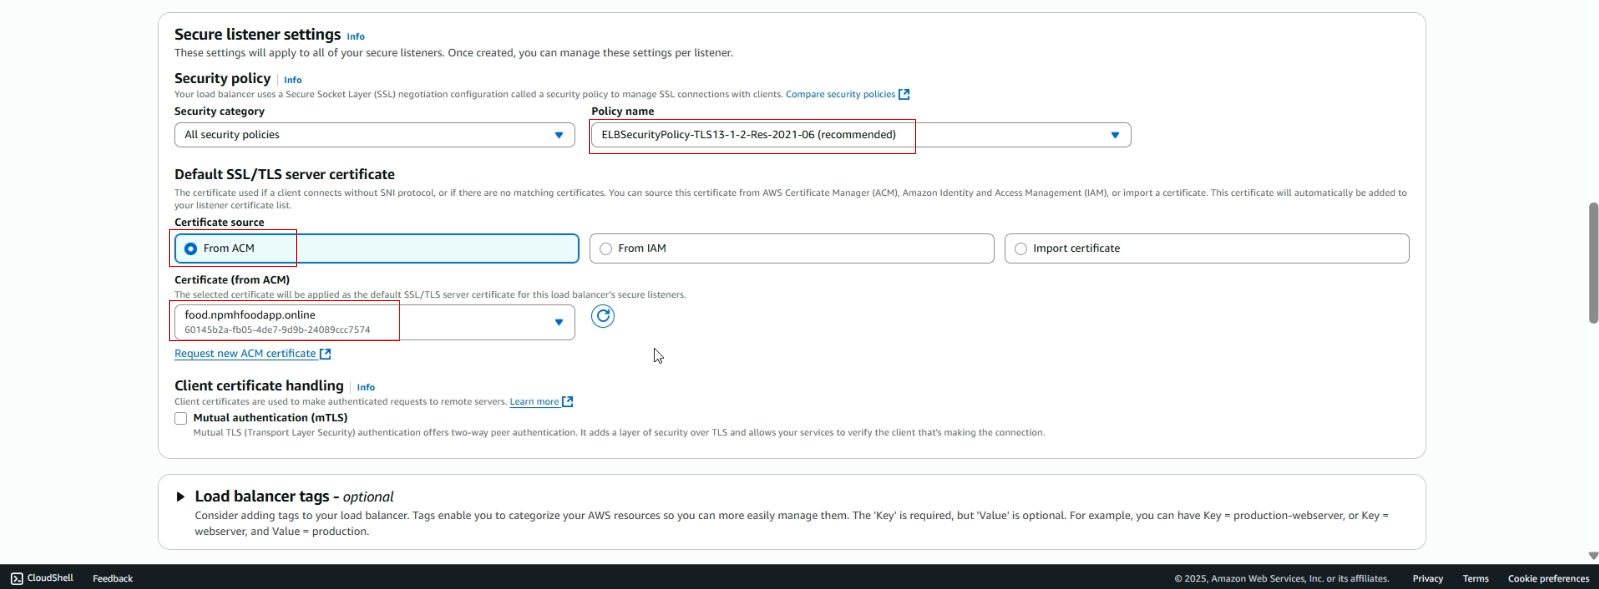 Secure listener settings Info
These settings will apply to all of your secure listeners. Once created, you can manage these settings per listener.
Security policy Info
Your load balancer uses a Secure Socket Layer (SSL) negotiation configuration called a security policy to manage SSL connections with clients. Compare security policies
Security category
Policy name
All security policies
ELBSecurityPolicy-TLS13-1-2-Res-2021-06 (recommended)
Default SSL/TLS server certificate
The certificate used if a client connects without SNI protocol, or if there are no matching certificates. You can source this certificate from AWS Certificate Manager (ACM), Amazon Identity and Access Management (IAM), or import a certificate. This certificate will automatically be added to
your listener certificate list.
Certificate source
From ACM
From IAM
Import certificate
Certificate (from ACM)
The selected certificate will be applied as the default SSL/TLS server certificate for this load balancer's secure listeners.
food.npmhfoodapp.online
60145b2a-fb05-4de7-9d9b-24089ccc7574
Request new ACM certificate
Client certificate handling Info
Client certificates are used to make authenticated requests to remote servers. Learn more
Mutual authentication (mTLS)
Mutual TLS (Transport Layer Security) authentication offers two-way peer authentication. It adds a layer of security over TLS and allows your services to verify the client that's making the connection.
Load balancer tags - optional
Consider adding tags to your load balancer. Tags enable you to categorize your AWS resources so you can more easily manage them. The 'Key' is required, but 'Value' is optional. For example, you can have Key = production-webserver, or Key =
webserver, and Value = production.
CloudShell
Feedback
© 2025, Amazon Web Services, Inc. or its affiliates.
Privacy
Terms
Cookie preferences